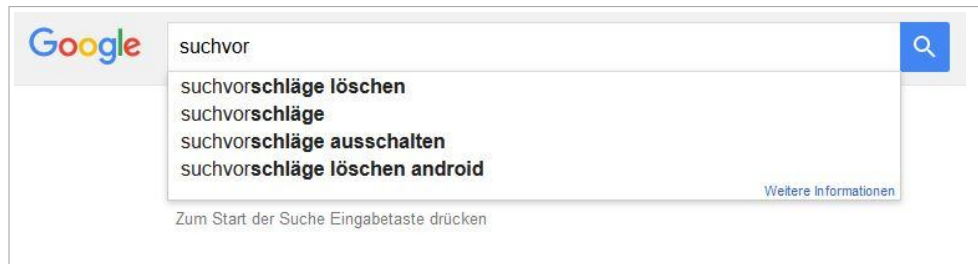 Google suchvor
suchvorschläge löschen
suchvorschläge
suchvorschläge ausschalten
suchvorschläge löschen android
Weitere Informationen
Zum Start der Suche Eingabetaste drücken